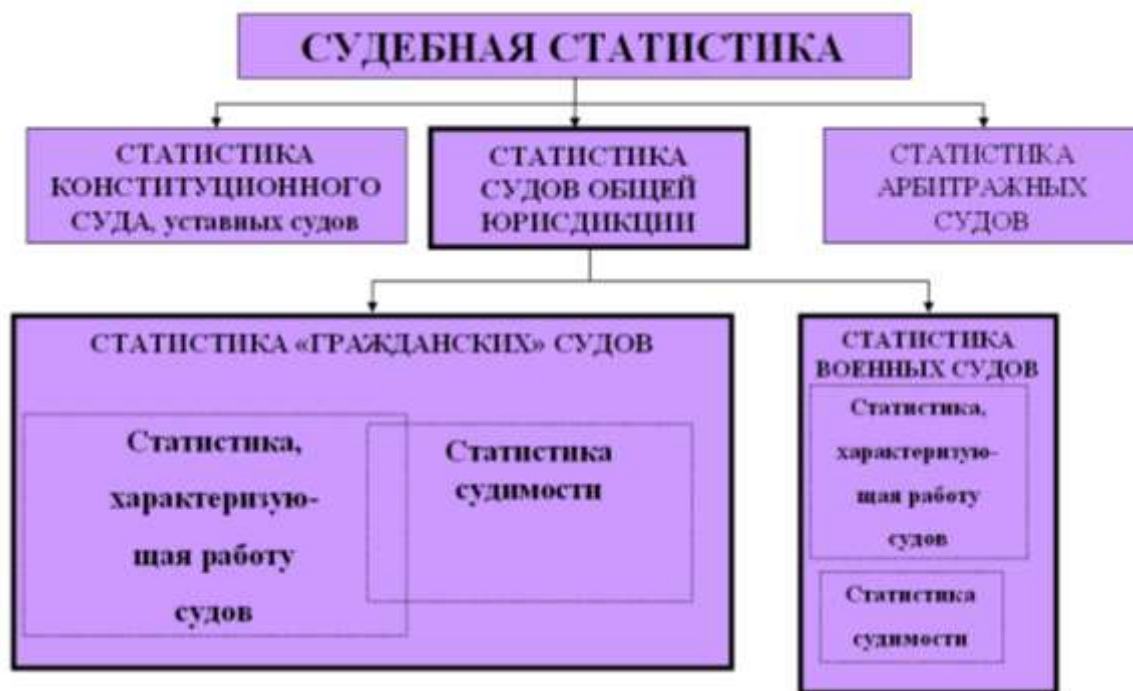 СУДЕБНАЯ СТАТИСТИКА
СТАТИСТИКА
КОНСТИТУЦИОННОГО
СУДА, уставных судов
СТАТИСТИКА
СУДОВ ОБЩЕЙ
ЮРИСДИКЦИИ
СТАТИСТИКА
АРБИТРАЖНЫХ
СУДОВ
СТАТИСТИКА «ГРАЖДАНСКИХ» СУДОВ
Статистика,
характеризую-
щая работу
судов
Статистика
судимости
СТАТИСТИКА
ВОЕННЫХ СУДОВ
Статистика,
характеризую-
щая работу
судов
Статистика
судимости